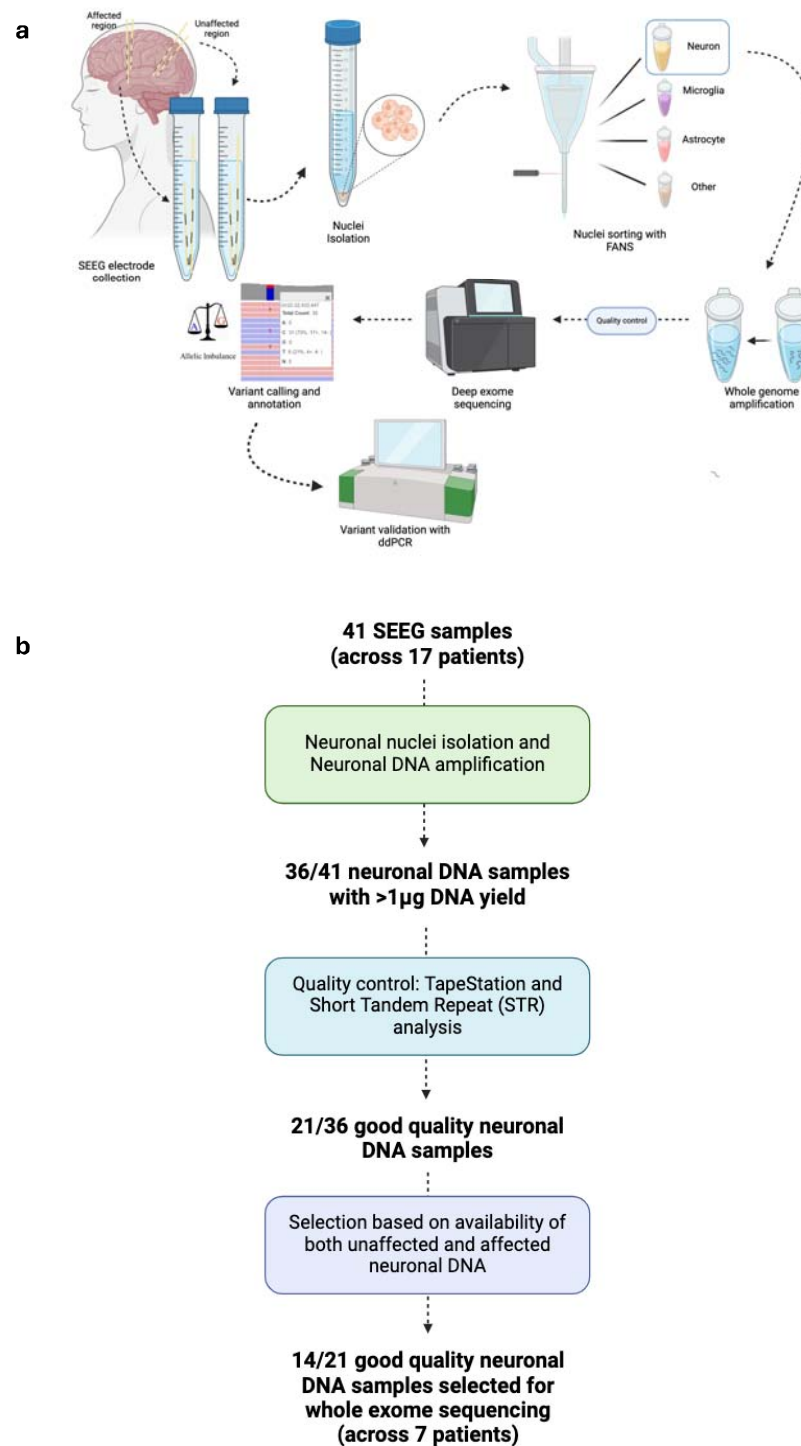 a
Affected
region
Unaffected
region
Neuron
Microglia
Astrocyte
Other
Nuclei
Isolation
Nuclei sorting with
FANS
SEEG electrode
collection
Total Count:
Allelic Imbalance
Quality control
Variant calling and
annotation
Deep exome
sequencing
Whole genome
amplification
Variant validation with
ddPCR
b
41 SEEG samples
(across 17 patients)
Neuronal nuclei isolation and
Neuronal DNA amplification
36/41 neuronal DNA samples
with >1µg DNA yield
Quality control: TapeStation and
Short Tandem Repeat (STR)
analysis
21/36 good quality neuronal
DNA samples
Selection based on availability of
both unaffected and affected
neuronal DNA
14/21 good quality neuronal
DNA samples selected for
whole exome sequencing
(across 7 patients)